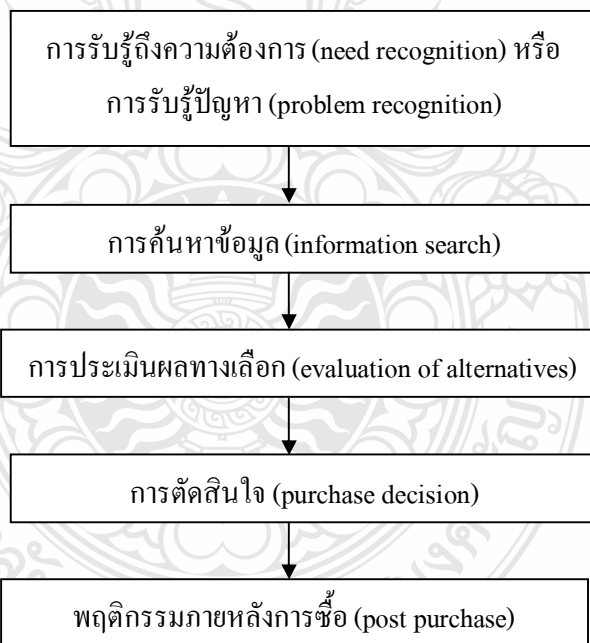 การรับรู้ถึงความต้องการ (need recognition) หรือ
การรับรู้ปัญหา (problem recognition)
การค้นหาข้อมูล (information search)
การประเมินผลทางเลือก (evaluation of alternatives)
การตัดสินใจ (purchase decision)
พฤติกรรมภายหลังการซื้อ (post purchase)